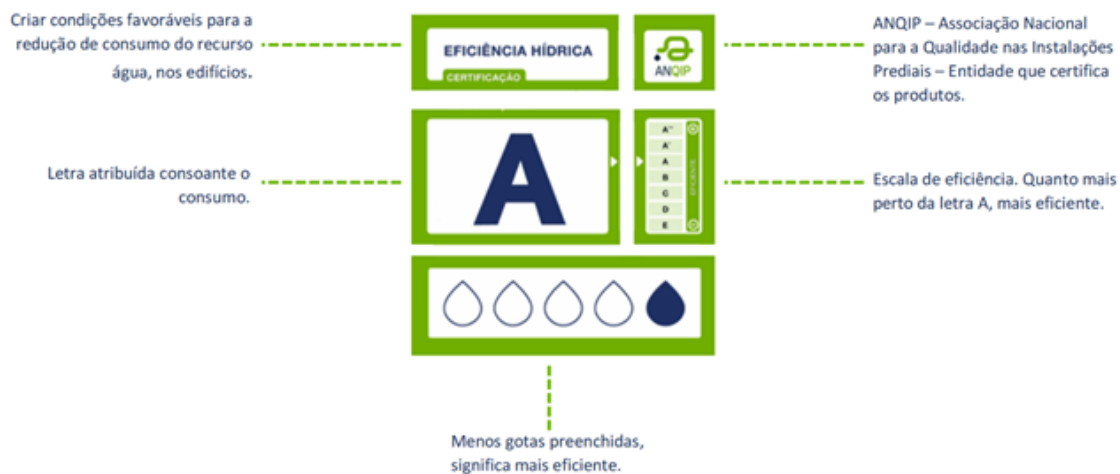 Criar condições favoráveis para a
redução de consumo do recurso
água, nos edifícios.
EFICIÊNCIA HÍDRICA
CERTIFICAÇÃO
ANQIP
ANQIP – Associação Nacional
para a Qualidade nas Instalações
Prediais – Entidade que certifica
os produtos.
Letra atribuída consoante o
consumo.
A
A++
A+
A
B
C
D
E
EFICIENTE
Escala de eficiência. Quanto mais
perto da letra A, mais eficiente.
Menos gotas preenchidas,
significa mais eficiente.